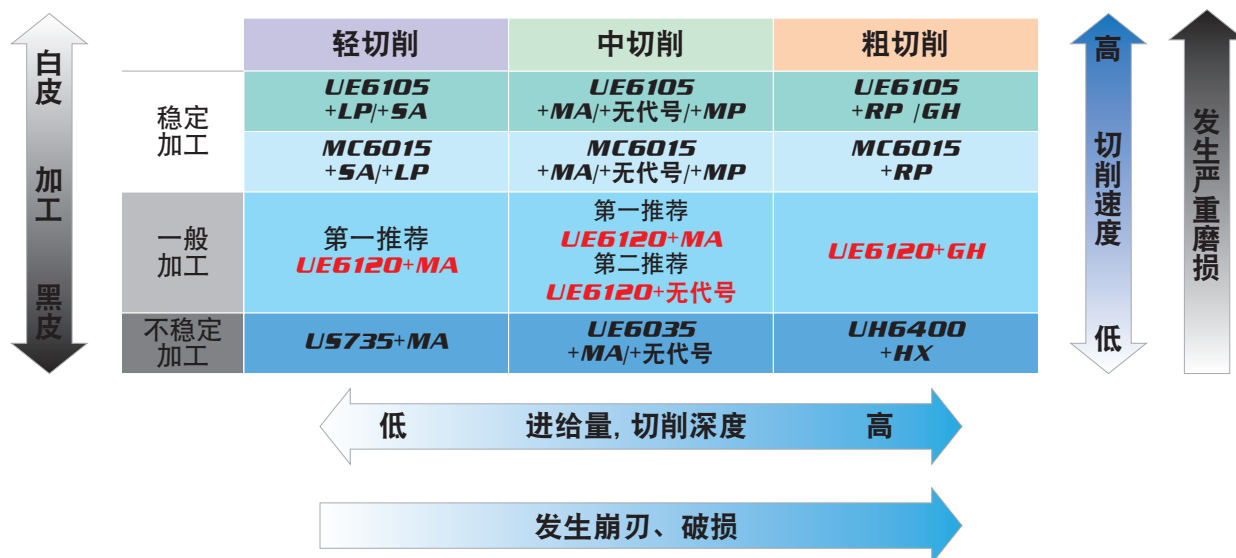 轻切削
中切削
粗切削
白皮
加工
黑皮
稳定
加工
UE6105
+LP/+SA
UE6105
+MA/+无代号/+MP
UE6105
+RP /GH
MC6015
+SA/+LP
MC6015
+MA/+无代号/+MP
MC6015
+RP
一般
加工
第一推荐
UE6120+MA
第一推荐
UE6120+MA
第二推荐
UE6120+无代号
UE6120+GH
不稳定
加工
US735+MA
UE6035
+MA/+无代号
UH6400
+HX
高
切削速度
低
发生严重磨损
低
进给量, 切削深度
高
发生崩刃、破损